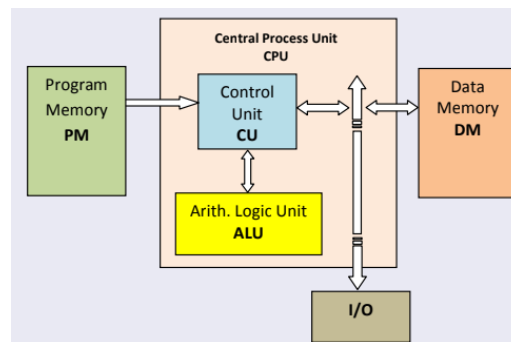 Central Process Unit
CPU
Program
Memory
PM
Control
Unit
CU
Data
Memory
DM
Arith. Logic Unit
ALU
I/O